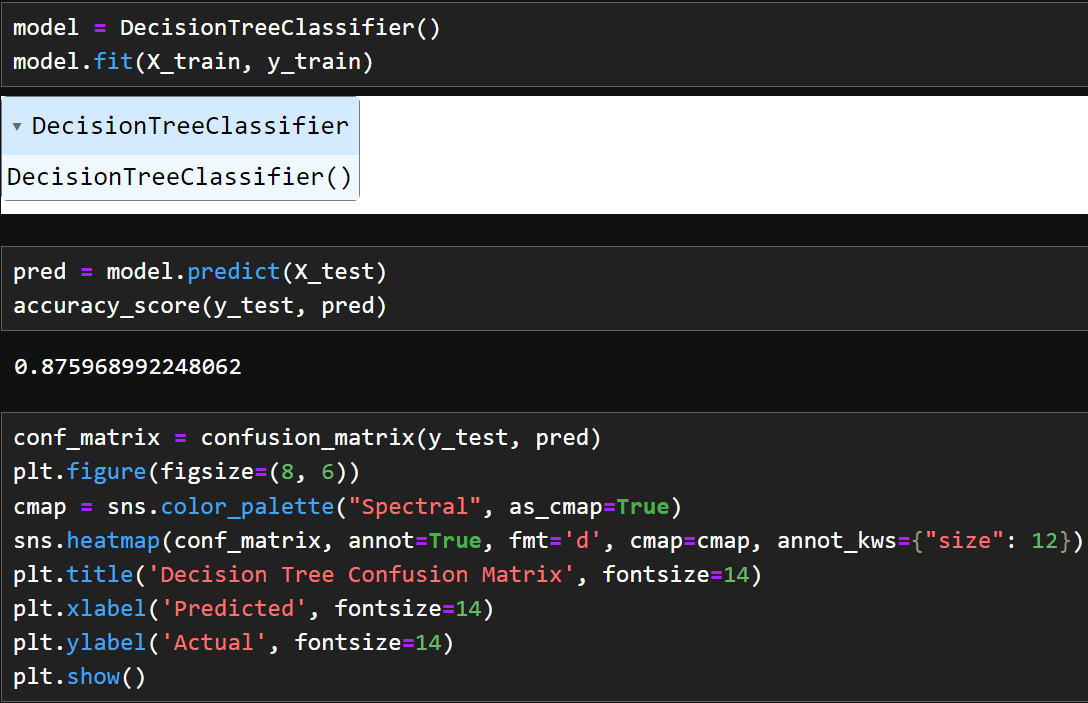 model = DecisionTreeClassifier()
model.fit(X_train, y_train)
DecisionTreeClassifier
DecisionTreeClassifier()
pred = model.predict(X_test)
accuracy_score(y_test, pred)
0.875968992248062
conf_matrix = confusion_matrix(y_test, pred)
plt.figure(figsize=(8, 6))
cmap = sns.color_palette("Spectral", as_cmap=True)
sns.heatmap(conf_matrix, annot=True, fmt='d', cmap=cmap, annot_kws={"size": 12})
plt.title('Decision Tree Confusion Matrix', fontsize=14)
plt.xlabel('Predicted', fontsize=14)
plt.ylabel('Actual', fontsize=14)
plt.show()